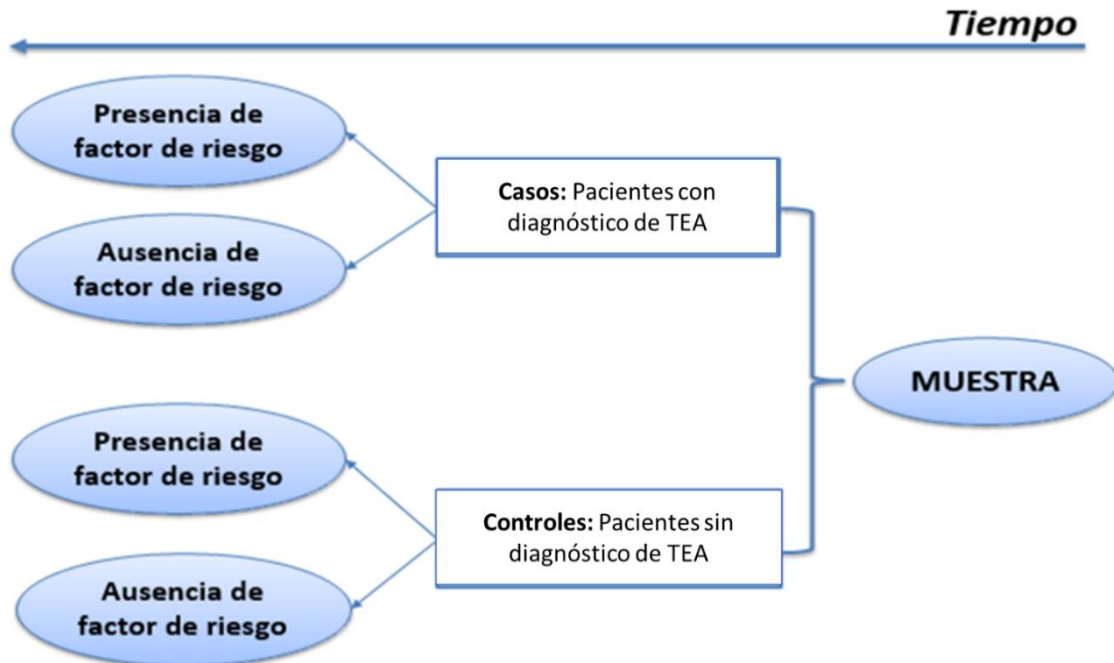 Tiempo
Presencia de
factor de riesgo
Casos: Pacientes con
diagnóstico de TEA
Ausencia de
factor de riesgo
MUESTRA
Presencia de
factor de riesgo
Controles: Pacientes sin
diagnóstico de TEA
Ausencia de
factor de riesgo